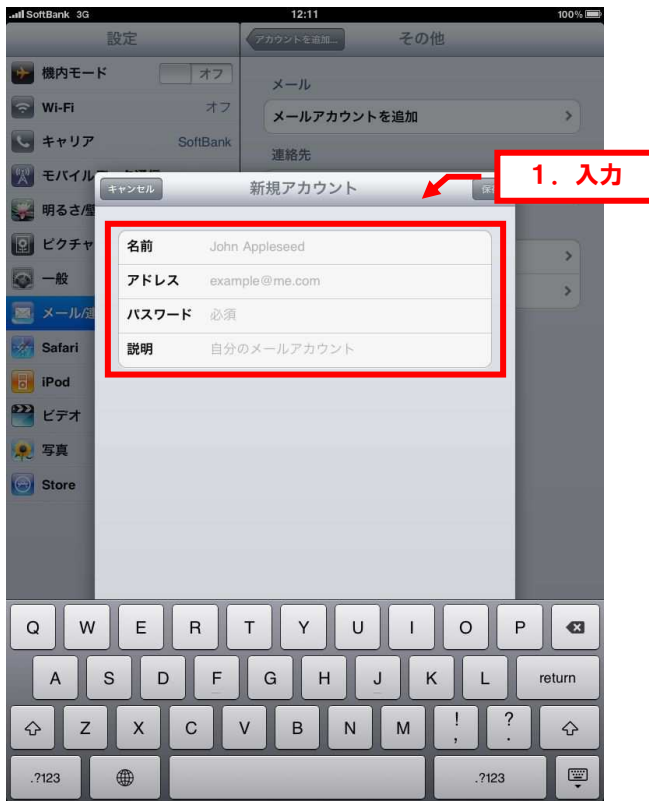 SoftBank 3G 12:11 100%
設定 アカウントを追加... その他
機内モード オフ
メール
Wi-Fi オフ
メールアカウントを追加
キャリア SoftBank
連絡先
1. 入力
モバイル
キャンセル 新規アカウント
明るさ/壁
ピクチャ
名前 John Appleseed
一般
アドレス example@me.com
メール/連
パスワード 必須
Safari
説明 自分のメールアカウント
iPod
ビデオ
写真
Store
Q W E R T Y U I O P
A S D F G H J K L return
Z X C V B N M ! , ? .
.?123 .?123